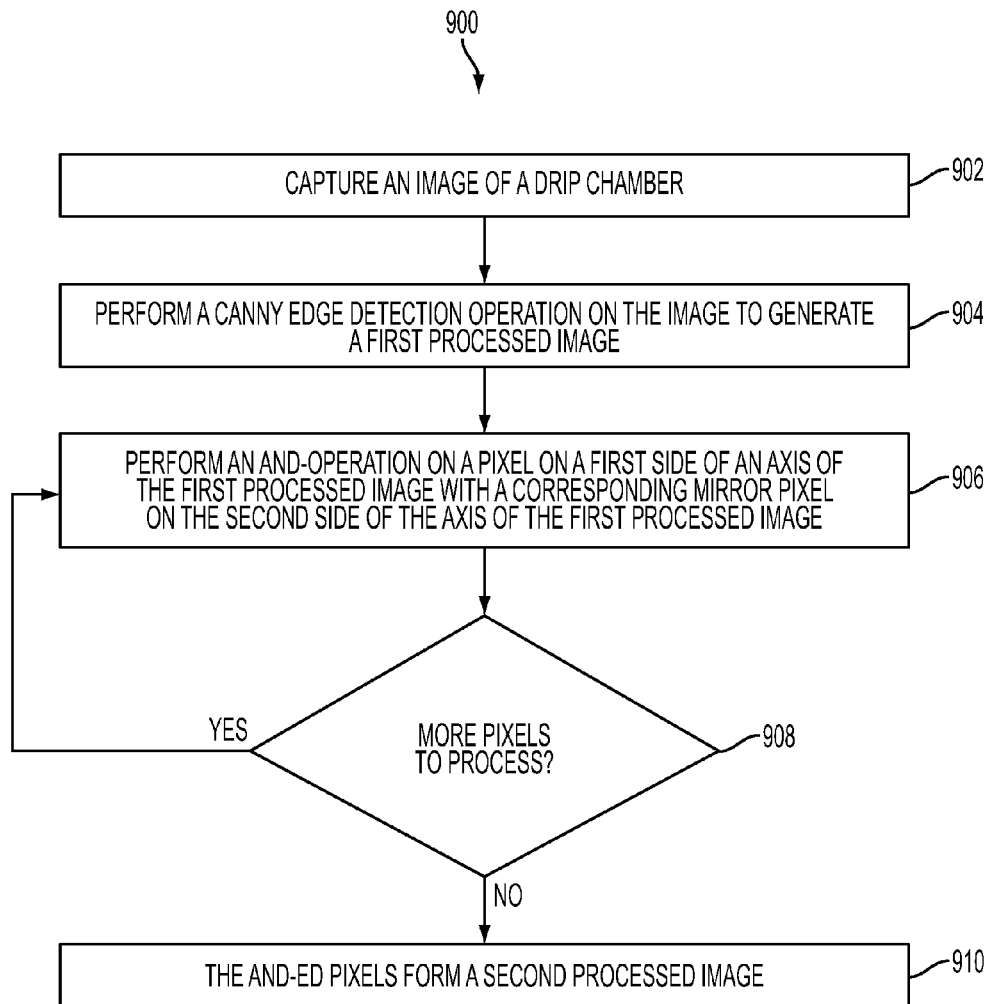 900
CAPTURE AN IMAGE OF A DRIP CHAMBER
902
PERFORM A CANNY EDGE DETECTION OPERATION ON THE IMAGE TO GENERATE
A FIRST PROCESSED IMAGE
904
PERFORM AN AND-OPERATION ON A PIXEL ON A FIRST SIDE OF AN AXIS OF
THE FIRST PROCESSED IMAGE WITH A CORRESPONDING MIRROR PIXEL
ON THE SECOND SIDE OF THE AXIS OF THE FIRST PROCESSED IMAGE
906
YES
MORE PIXELS
TO PROCESS?
908
NO
THE AND-ED PIXELS FORM A SECOND PROCESSED IMAGE
910